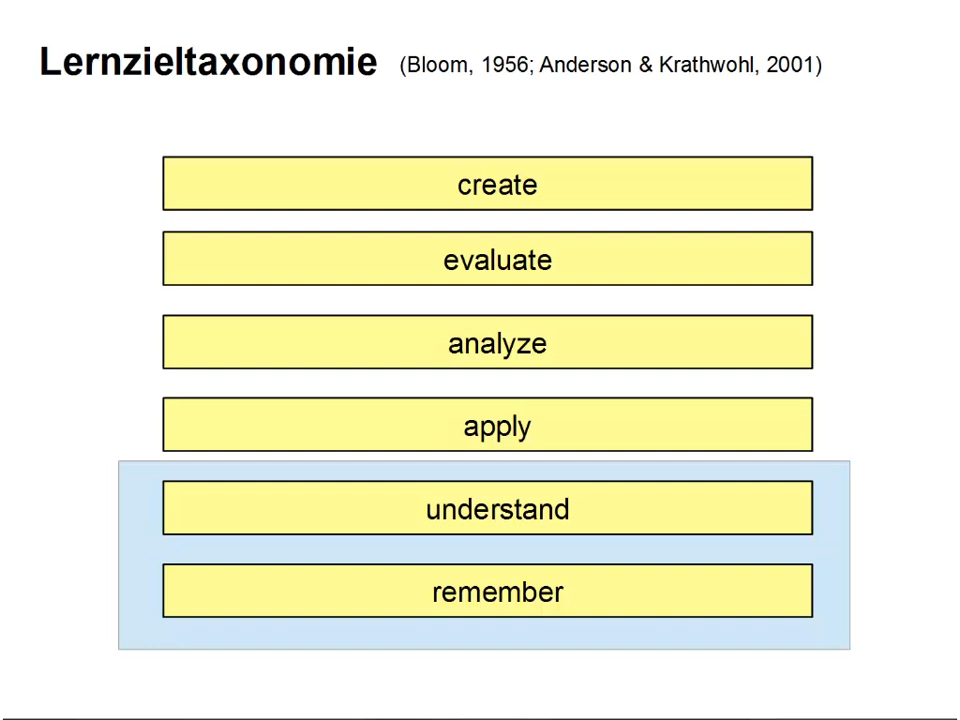 Lernzieltaxonomie (Bloom, 1956; Anderson & Krathwohl, 2001)
create
evaluate
analyze
apply
understand
remember